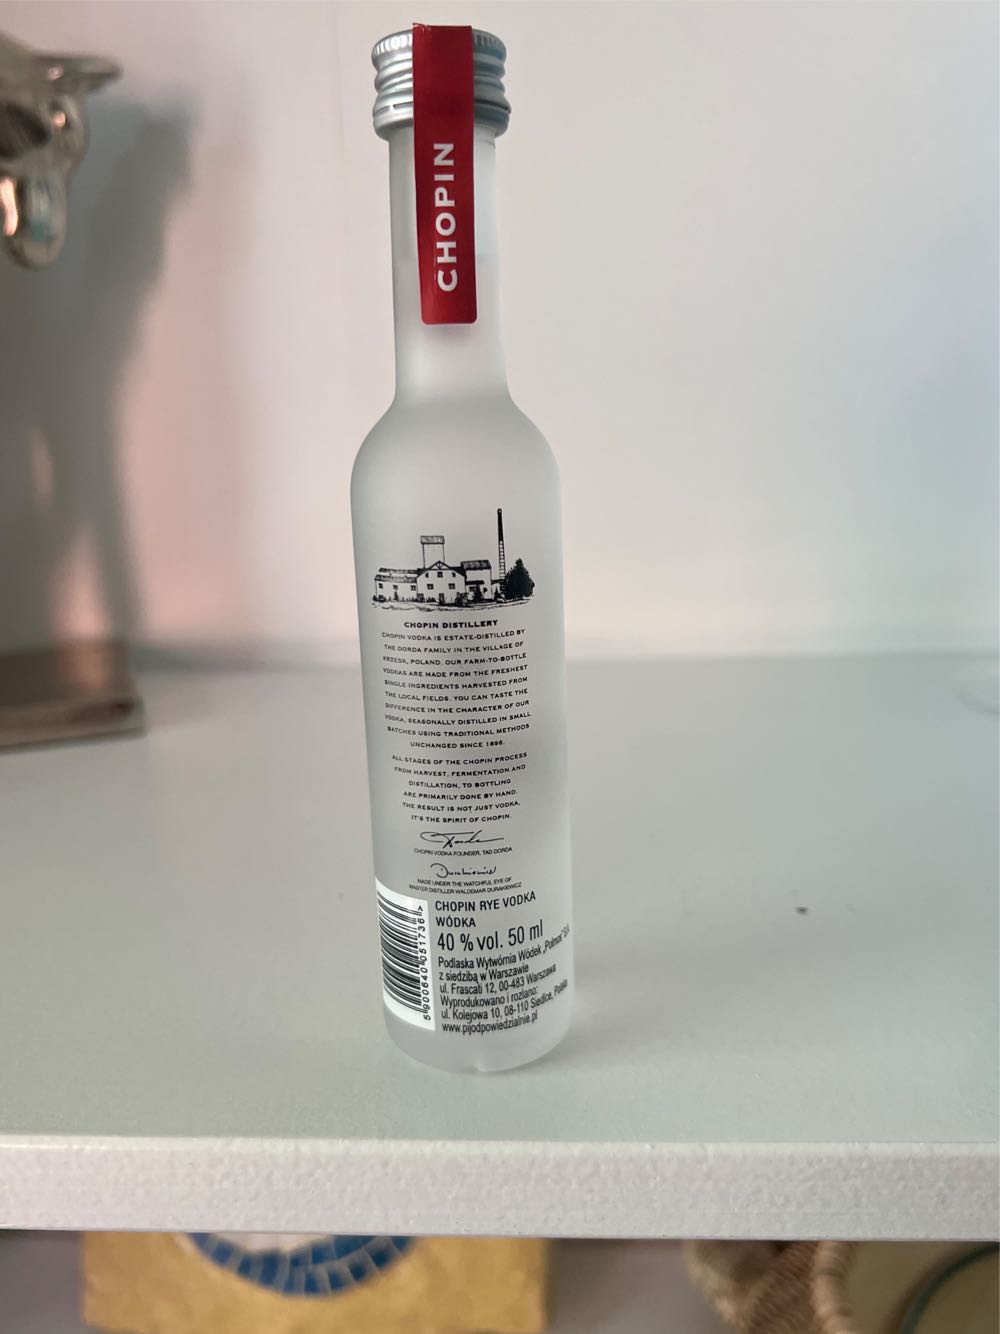 CHOPIN
CHOPIN DISTILLERY
CHOPIN VODKA IS ESTATE-DISTILLED BY
THE DORDA FAMILY IN THE VILLAGE OF
KRZESK, POLAND. OUR FARM-TO-BOTTLE
VODKAS ARE MADE FROM THE FRESHEST
SINGLE INGREDIENTS HARVESTED FROM
THE LOCAL FIELDS. YOU CAN TASTE THE
DIFFERENCE IN THE CHARACTER OF OUR
VODKA, SEASONALLY DISTILLED IN SMALL
BATCHES USING TRADITIONAL METHODS
UNCHANGED SINCE 1896.
ALL STAGES OF THE CHOPIN PROCESS
FROM HARVEST, FERMENTATION AND
DISTILLATION, TO BOTTLING
ARE PRIMARILY DONE BY HAND.
THE RESULT IS NOT JUST VODKA,
IT'S THE SPIRIT OF CHOPIN.
CHOPIN VODKA FOUNDER, TAD DORDA
MADE UNDER THE WATCHFUL EYE OF
MASTER DISTILLER WALDEMAR DURAKIEWICZ
CHOPIN RYE VODKA
WÓDKA
40 % vol. 50 ml
Podlaska Wytwórnia Wódek „Polmos” S.A.
z siedzibą w Warszawie
ul. Frascati 12, 00-483 Warszawa
Wyprodukowano i rozlano:
ul. Kolejowa 10, 08-110 Siedlce, Polska
www.pijodpowiedzialnie.pl
5 900640 051736 >